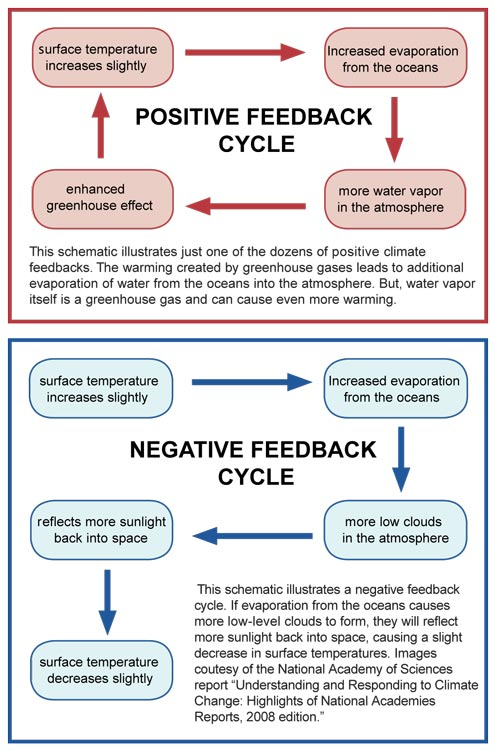 surface temperature
increases slightly
Increased evaporation
from the oceans
POSITIVE FEEDBACK
CYCLE
enhanced
greenhouse effect
more water vapor
in the atmosphere
This schematic illustrates just one of the dozens of positive climate
feedbacks. The warming created by greenhouse gases leads to additional
evaporation of water from the oceans into the atmosphere. But, water vapor
itself is a greenhouse gas and can cause even more warming.
surface temperature
increases slightly
Increased evaporation
from the oceans
NEGATIVE FEEDBACK
CYCLE
reflects more sunlight
back into space
more low clouds
in the atmosphere
This schematic illustrates a negative feedback
cycle. If evaporation from the oceans causes
more low-level clouds to form, they will reflect
more sunlight back into space, causing a slight
decrease in surface temperatures. Images
coutesy of the National Academy of Sciences
report “Understanding and Responding to Climate
Change: Highlights of National Academies
Reports, 2008 edition.”
surface temperature
decreases slightly